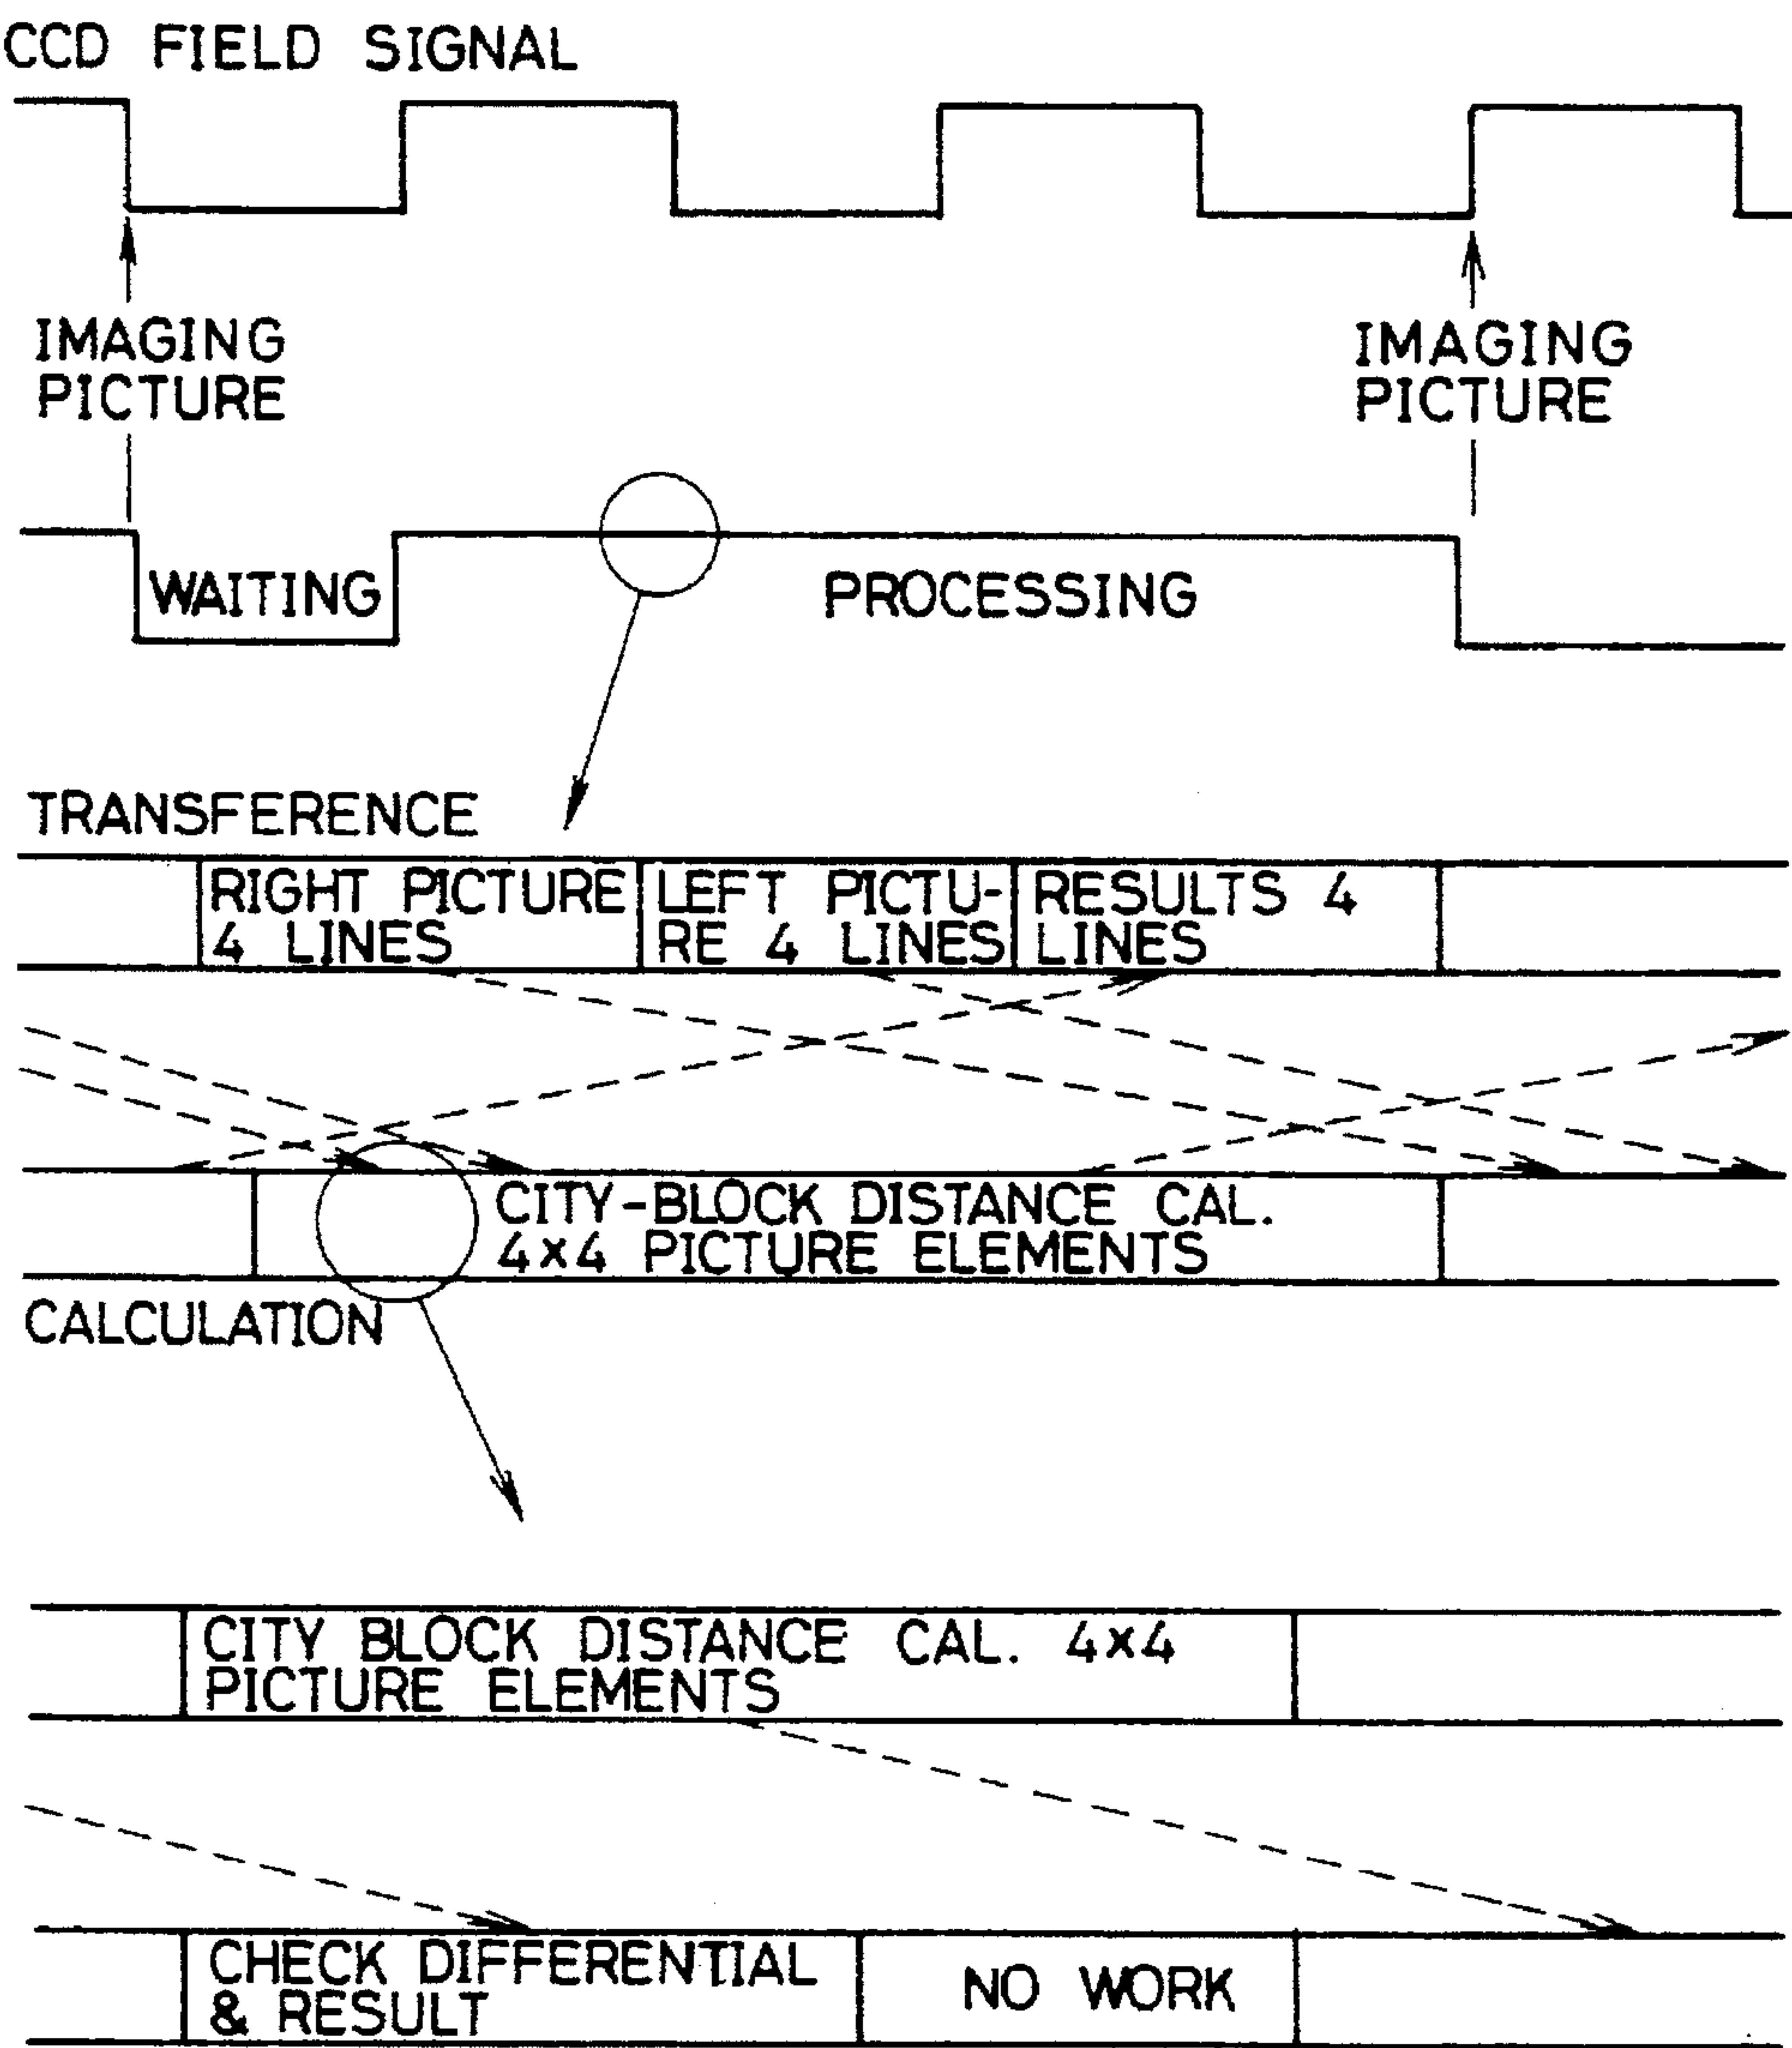 CCD FIELD SIGNAL
IMAGING
PICTURE
IMAGING
PICTURE
WAITING
PROCESSING
TRANSFERENCE
RIGHT PICTURE
4 LINES
LEFT PICTU-
RE 4 LINES
RESULTS 4
LINES
CITY-BLOCK DISTANCE CAL.
4×4 PICTURE ELEMENTS
CALCULATION
CITY BLOCK DISTANCE CAL. 4×4
PICTURE ELEMENTS
CHECK DIFFERENTIAL
& RESULT
NO WORK